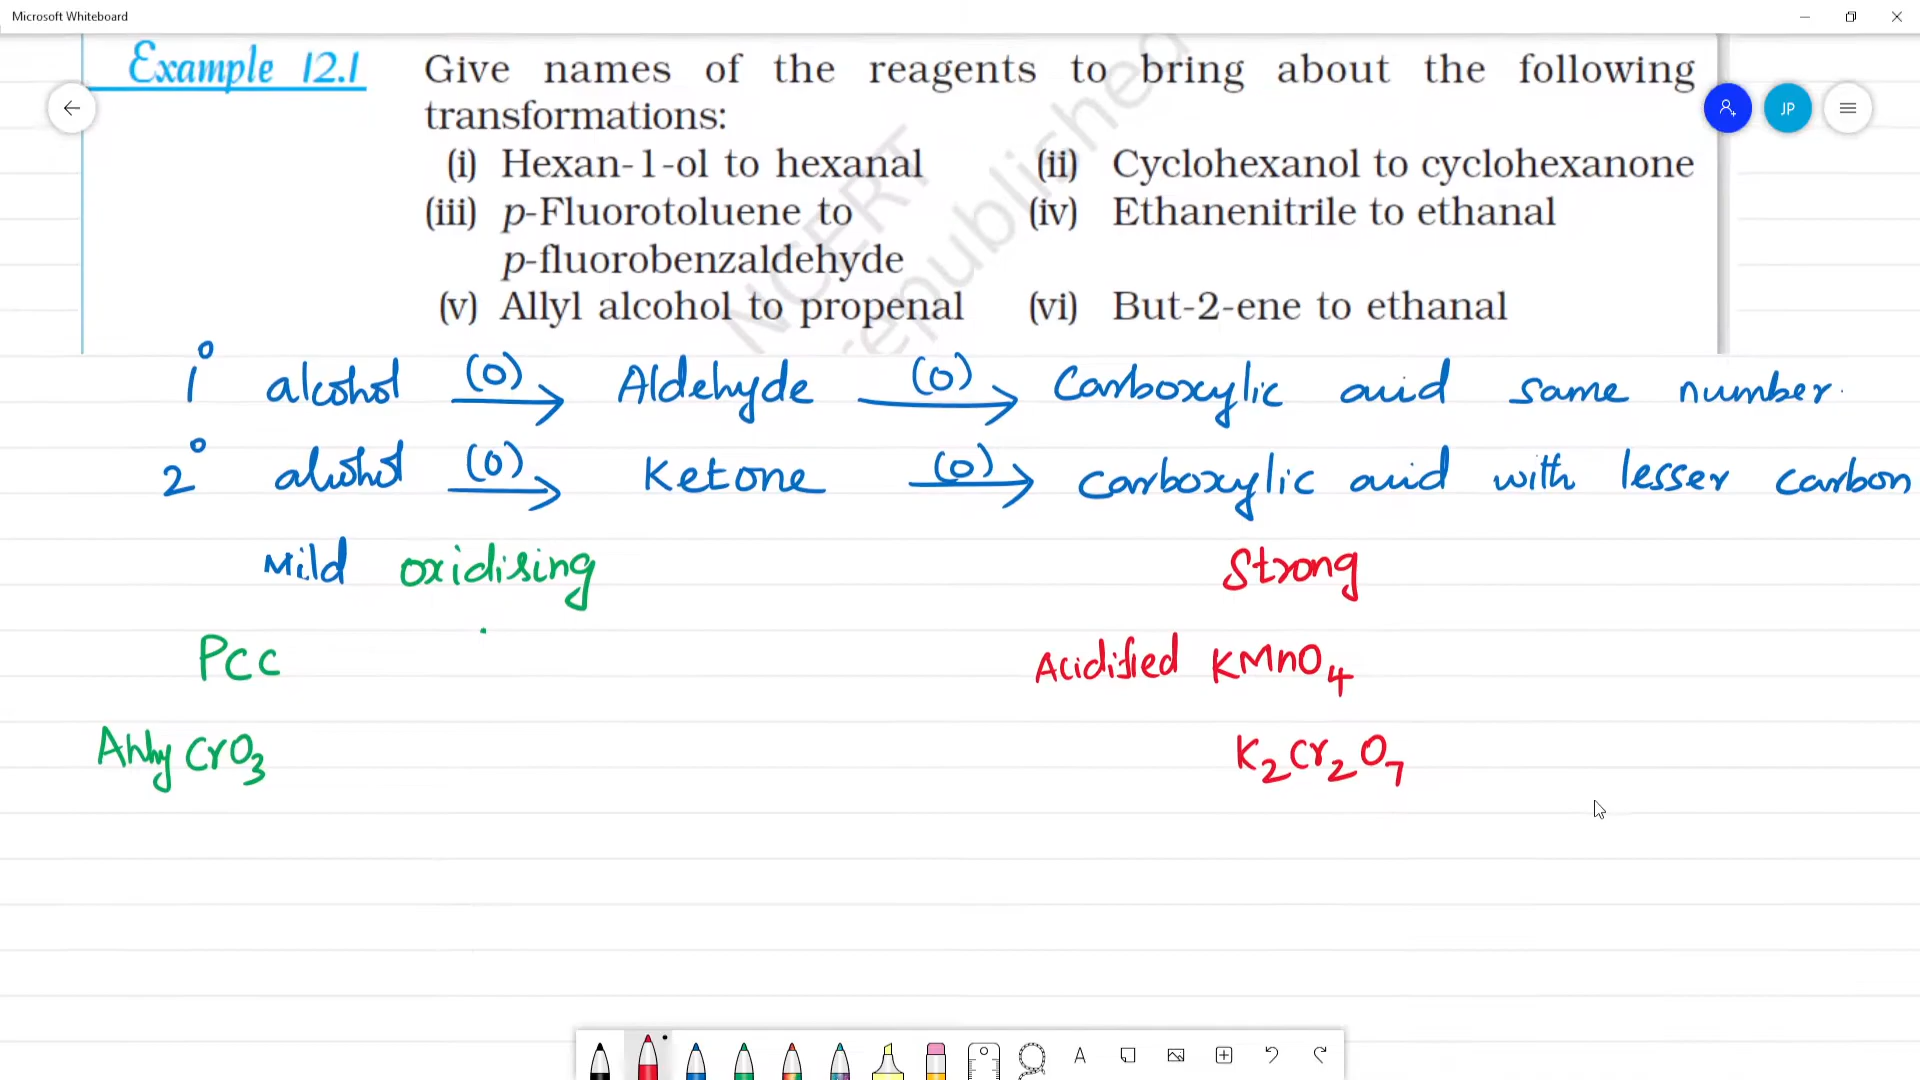 Microsoft Whiteboard
Example 12.1 Give names of the reagents to bring about the following
transformations:
(i) Hexan-1-ol to hexanal (ii) Cyclohexanol to cyclohexanone
(iii) p-Fluorotoluene to (iv) Ethanenitrile to ethanal
p-fluorobenzaldehyde
(v) Allyl alcohol to propenal (vi) But-2-ene to ethanal
NCERT
republished
JP
1° alcohol (O) → Aldehyde (O) → Carboxylic acid same number.
2° alcohol (O) → Ketone (O) → Carboxylic acid with lesser carbon
Mild oxidising Strong
PCC Acidified KMnO4
Anhy CrO3 K2Cr2O7
A